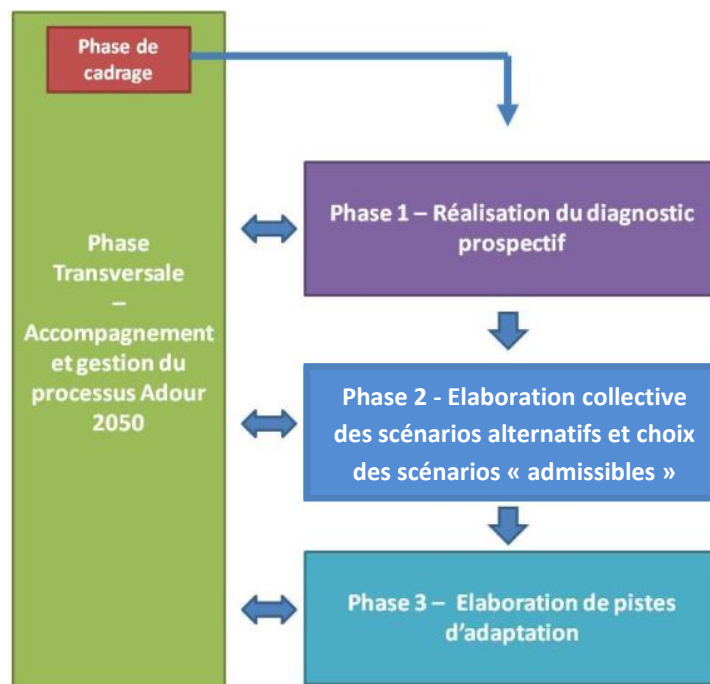 Phase de
cadrage
Phase
Transversale
–
Accompagnement
et gestion du
processus Adour
2050
Phase 1 – Réalisation du diagnostic
prospectif
Phase 2 - Elaboration collective
des scénarios alternatifs et choix
des scénarios « admissibles »
Phase 3 – Elaboration de pistes
d'adaptation